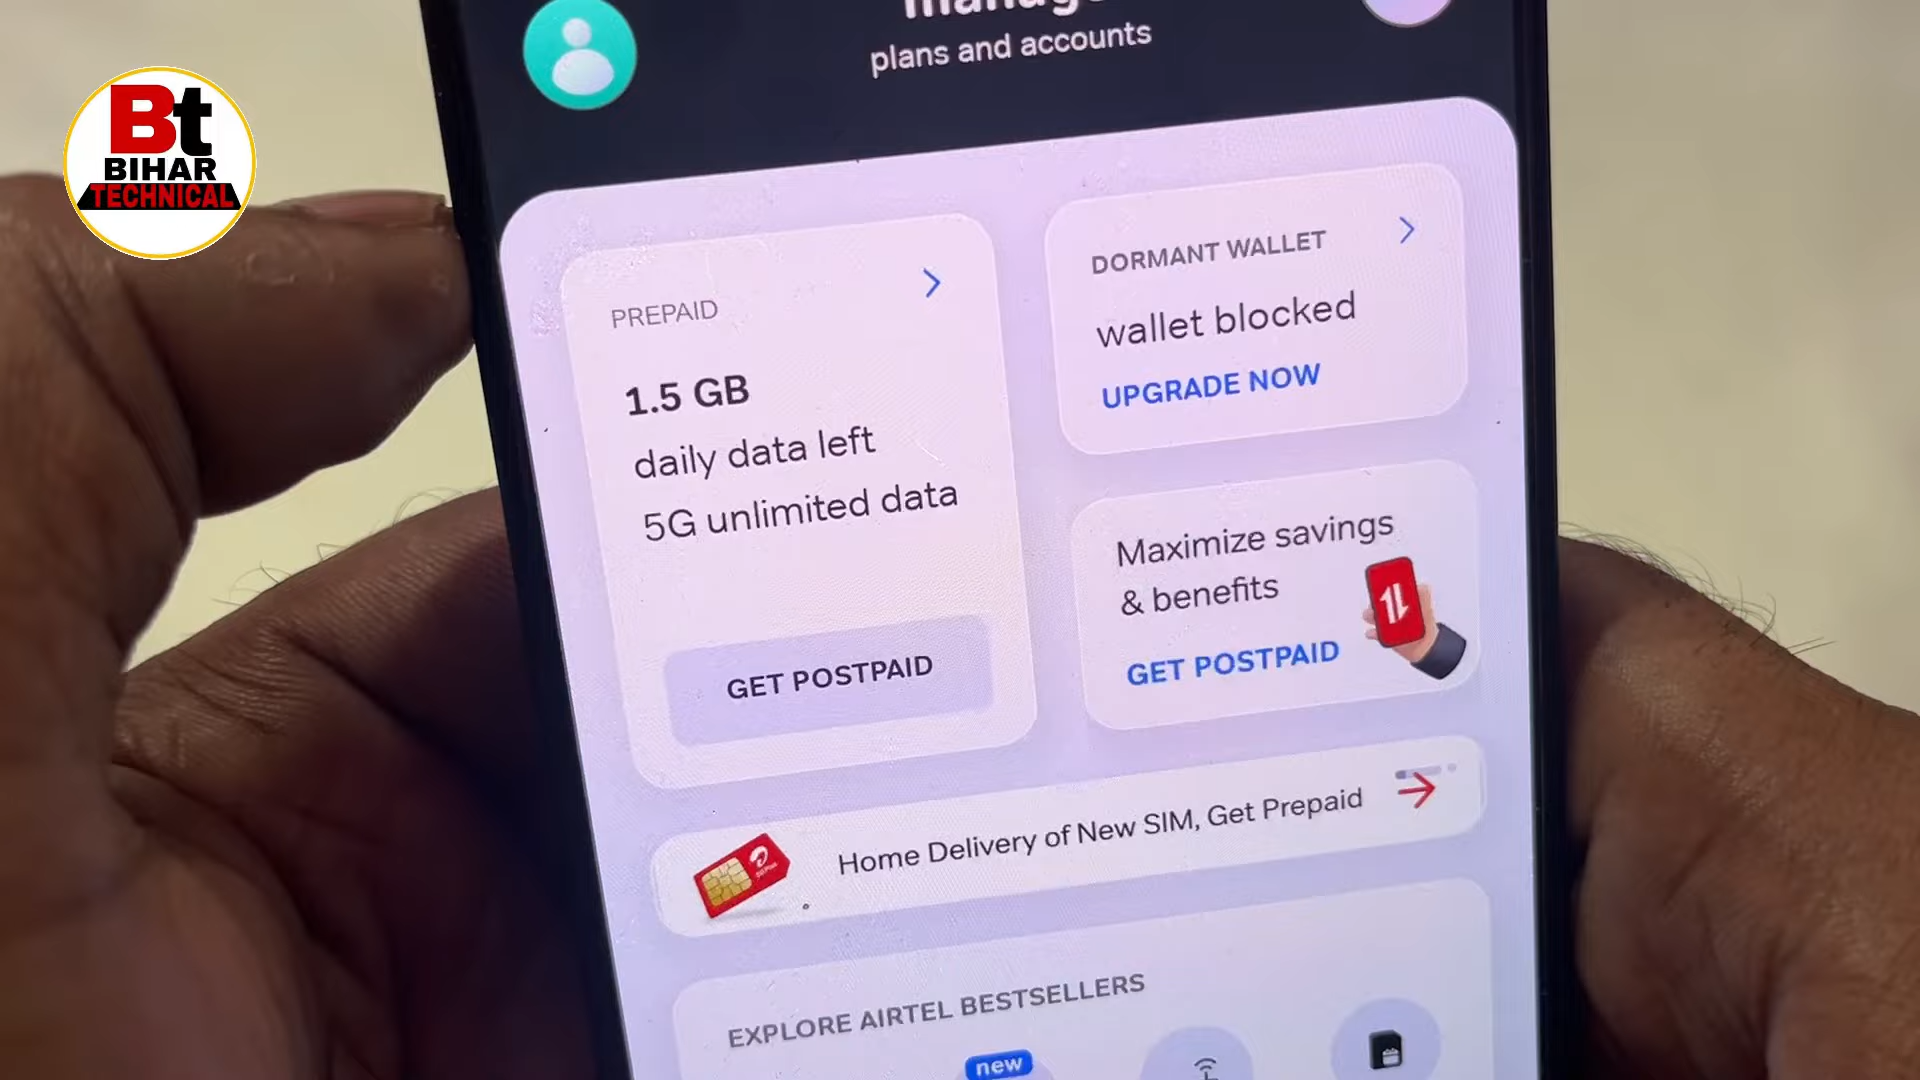 Bt
BIHAR
TECHNICAL
manage
plans and accounts
PREPAID
1.5 GB
daily data left
5G unlimited data
GET POSTPAID
DORMANT WALLET
wallet blocked
UPGRADE NOW
Maximize savings
& benefits
GET POSTPAID
Home Delivery of New SIM, Get Prepaid
EXPLORE AIRTEL BESTSELLERS
new